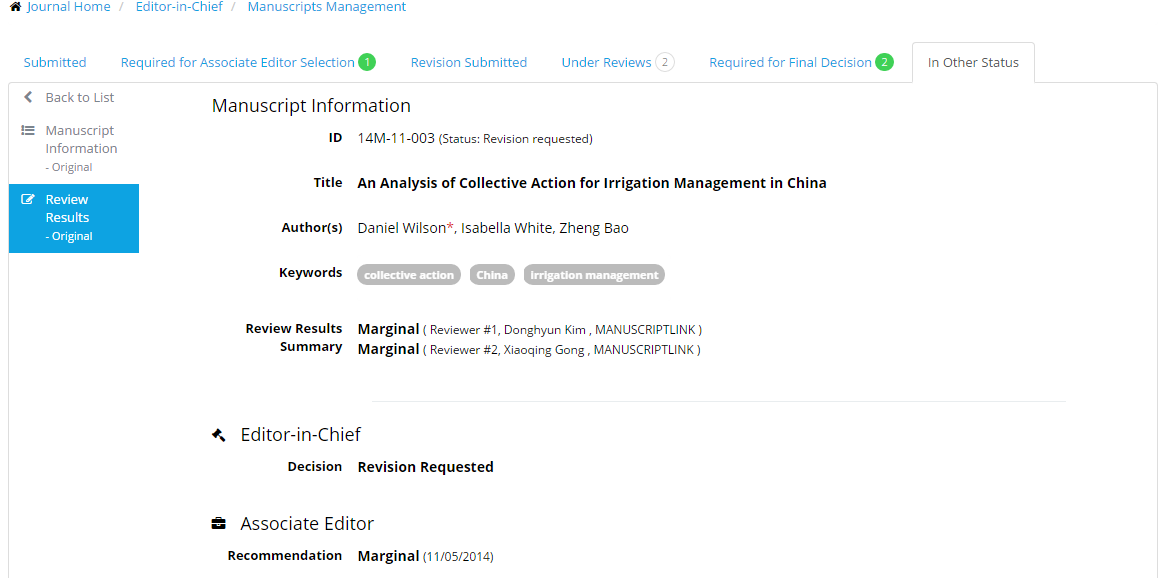 Journal Home / Editor-in-Chief / Manuscripts Management
Submitted Required for Associate Editor Selection 1 Revision Submitted Under Reviews 2 Required for Final Decision 2 In Other Status
Back to List
Manuscript
Information
- Original
Review
Results
- Original
Manuscript Information
ID 14M-11-003 (Status: Revision requested)
Title An Analysis of Collective Action for Irrigation Management in China
Author(s) Daniel Wilson*, Isabella White, Zheng Bao
Keywords collective action China Irrigation management
Review Results Marginal ( Reviewer #1, Donghyun Kim , MANUSCRIPTLINK )
Summary Marginal ( Reviewer #2, Xiaoqing Gong , MANUSCRIPTLINK )
Editor-in-Chief
Decision Revision Requested
Associate Editor
Recommendation Marginal (11/05/2014)